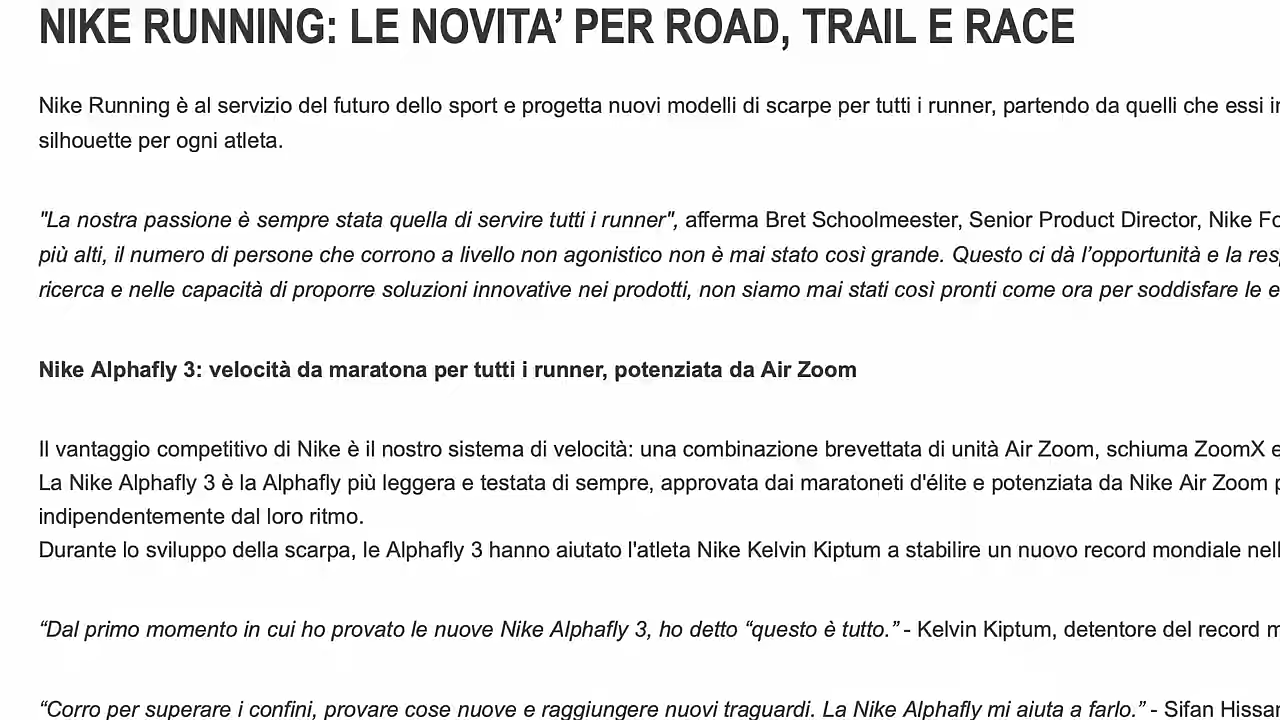 NIKE RUNNING: LE NOVITA’ PER ROAD, TRAIL E RACE
Nike Running è al servizio del futuro dello sport e progetta nuovi modelli di scarpe per tutti i runner, partendo da quelli che essi
silhouette per ogni atleta.
"La nostra passione è sempre stata quella di servire tutti i runner", afferma Bret Schoolmeester, Senior Product Director, Nike
più alti, il numero di persone che corrono a livello non agonistico non è mai stato così grande. Questo ci dà l’opportunità e la
ricerca e nelle capacità di proporre soluzioni innovative nei prodotti, non siamo mai stati così pronti come ora per soddisfare le
Nike Alphafly 3: velocità da maratona per tutti i runner, potenziata da Air Zoom
Il vantaggio competitivo di Nike è il nostro sistema di velocità: una combinazione brevettata di unità Air Zoom, schiuma ZoomX e
La Nike Alphafly 3 è la Alphafly più leggera e testata di sempre, approvata dai maratoneti d'élite e potenziata da Nike Air Zoom
indipendentemente dal loro ritmo.
Durante lo sviluppo della scarpa, le Alphafly 3 hanno aiutato l'atleta Nike Kelvin Kiptum a stabilire un nuovo record mondiale
“Dal primo momento in cui ho provato le nuove Nike Alphafly 3, ho detto “questo è tutto.” - Kelvin Kiptum, detentore del record
“Corro per superare i confini, provare cose nuove e raggiungere nuovi traguardi. La Nike Alphafly mi aiuta a farlo.” - Sifan